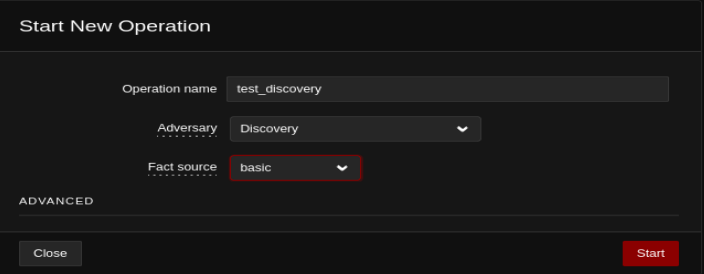 Start New Operation
Operation name test_discovery
Adversary Discovery
Fact source basic
ADVANCED
Close Start